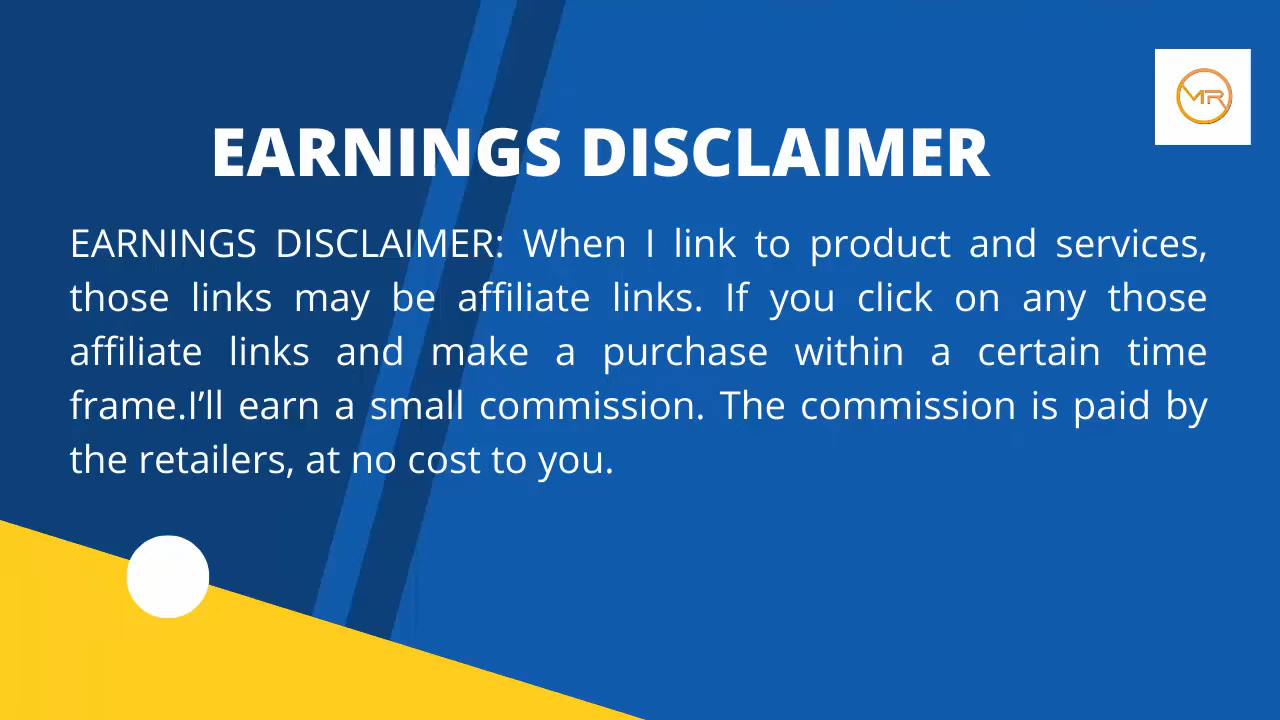 EARNINGS DISCLAIMER
EARNINGS DISCLAIMER: When I link to product and services,
those links may be affiliate links. If you click on any those
affiliate links and make a purchase within a certain time
frame.I’ll earn a small commission. The commission is paid by
the retailers, at no cost to you.